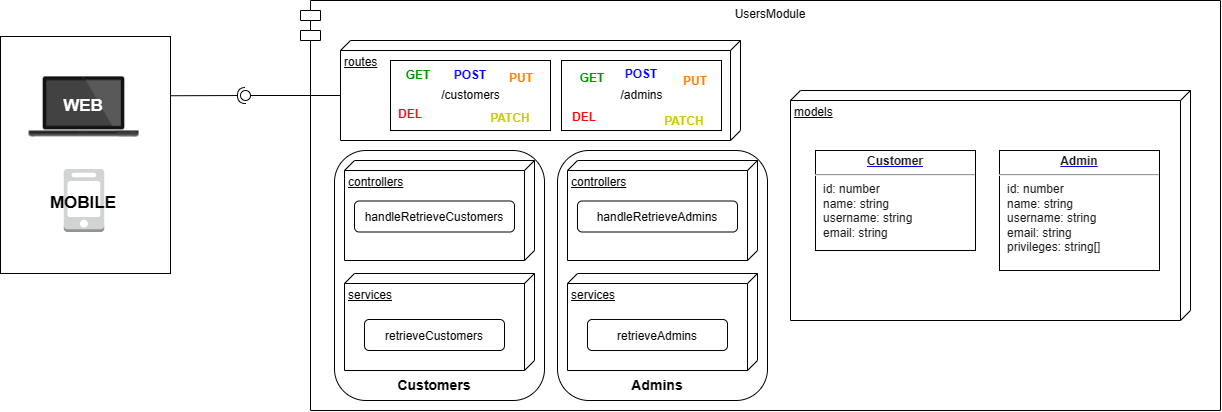 UsersModule
WEB
MOBILE
routes
GET POST PUT
/customers
DEL
PATCH
GET POST PUT
/admins
DEL
PATCH
controllers
handleRetrieveCustomers
services
retrieveCustomers
Customers
controllers
handleRetrieveAdmins
services
retrieveAdmins
Admins
models
Customer
id: number
name: string
username: string
email: string
Admin
id: number
name: string
username: string
email: string
privileges: string[]